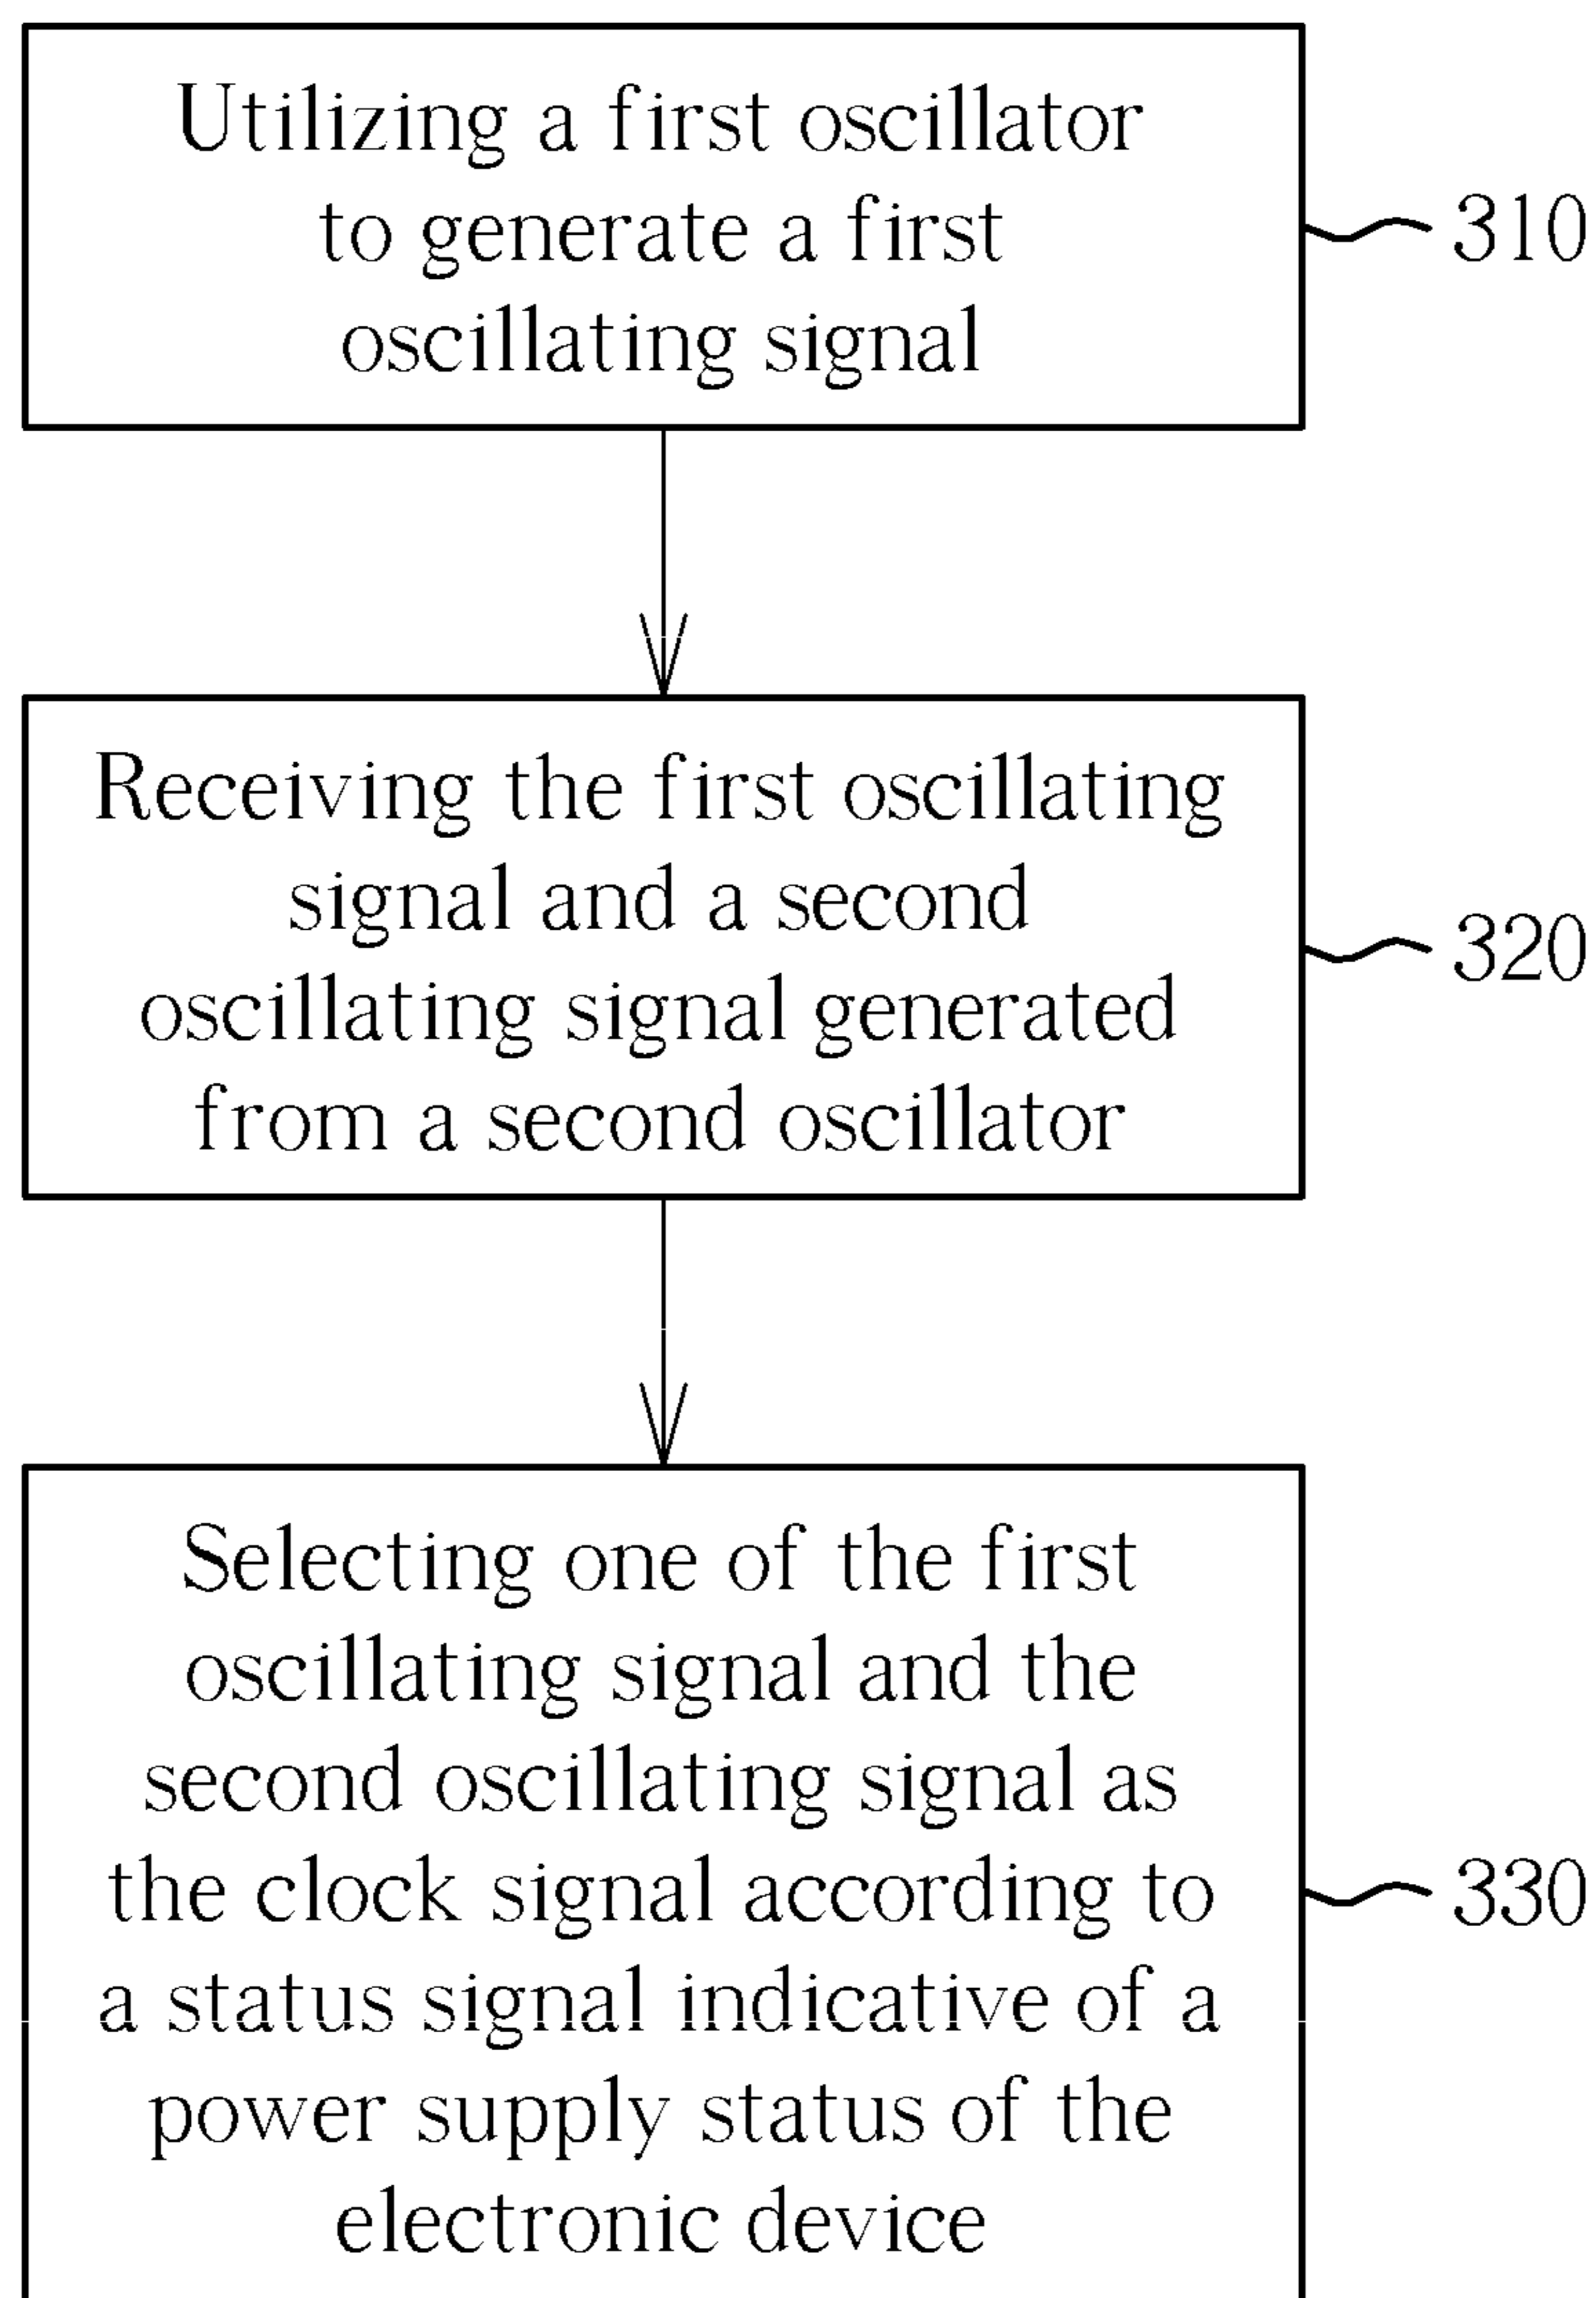 Utilizing a first oscillator
to generate a first
oscillating signal
310
Receiving the first oscillating
signal and a second
oscillating signal generated
from a second oscillator
320
Selecting one of the first
oscillating signal and the
second oscillating signal as
the clock signal according to
a status signal indicative of a
power supply status of the
electronic device
330